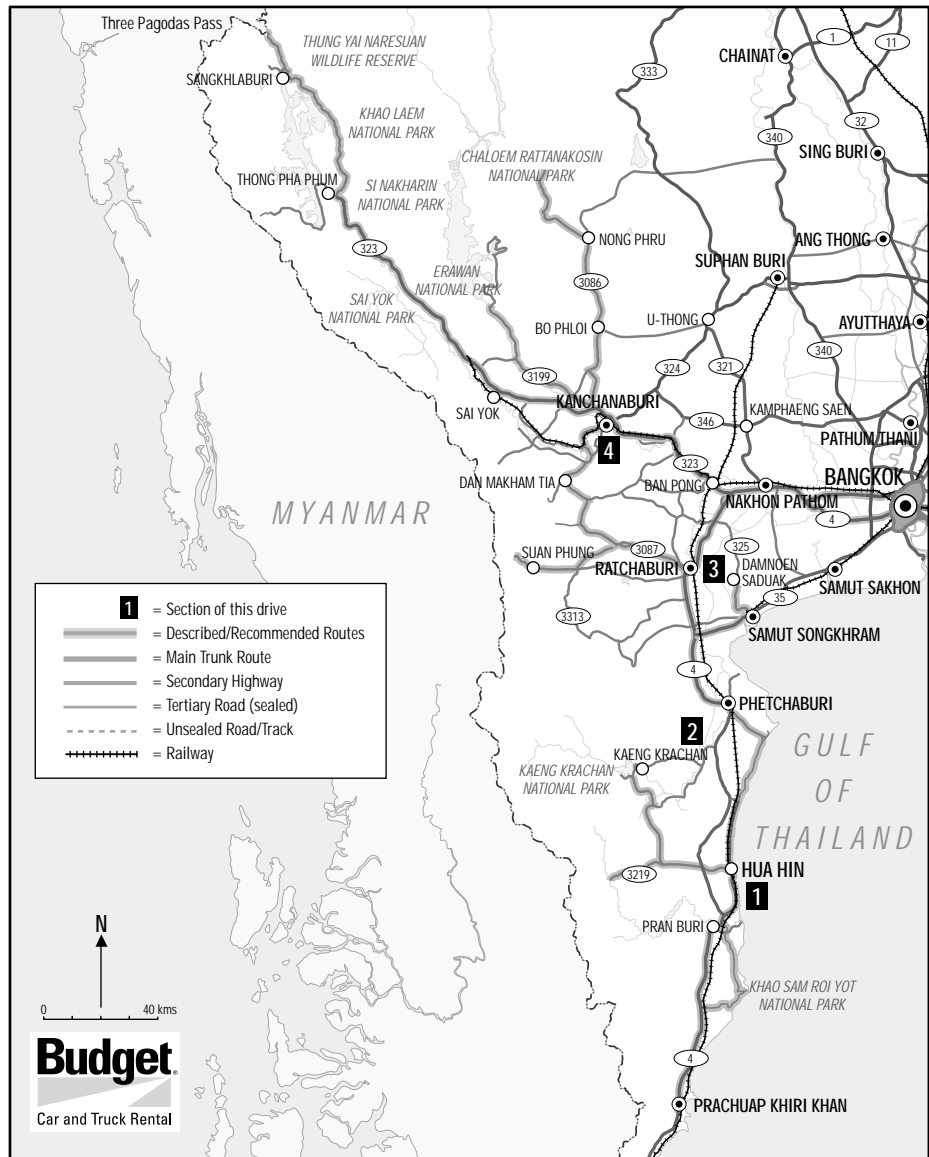 Three Pagodas Pass
THUNG YAI NARESUAN
WILDLIFE RESERVE
SANGKHLABURI
KHAO LAEM
NATIONAL PARK
THONG PHA PHUM
SI NAKHARIN
NATIONAL PARK
CHALOEM RATTANAKOSIN
NATIONAL PARK
333
1
11
CHAINAT
340
32
SING BURI
NONG PHRU
ANG THONG
SUPHAN BURI
323
ERAWAN
NATIONAL PARK
3086
SAI YOK
NATIONAL PARK
BO PHLOI
U-THONG
AYUTTHAYA
340
324
321
3199
SAI YOK
KANCHANABURI
4
346
KAMPHAENG SAEN
PATHUM THANI
323
BANGKOK
DAN MAKHAM TIA
BAN PONG
NAKHON PATHOM
4
MYANMAR
SUAN PHUNG
3087
325
RATCHABURI
3
DAMNOEN
SADUAK
SAMUT SAKHON
35
3313
SAMUT SONGKHRAM
4
PHETCHABURI
2
KAENG KRACHAN
KAENG KRACHAN
NATIONAL PARK
GULF
OF
THAILAND
3219
HUA HIN
1
PRAN BURI
KHAO SAM ROI YOT
NATIONAL PARK
4
PRACHUAP KHIRI KHAN
1 = Section of this drive
= Described/Recommended Routes
= Main Trunk Route
= Secondary Highway
= Tertiary Road (sealed)
= Unsealed Road/Track
= Railway
N
0 40 kms
Budget®
Car and Truck Rental